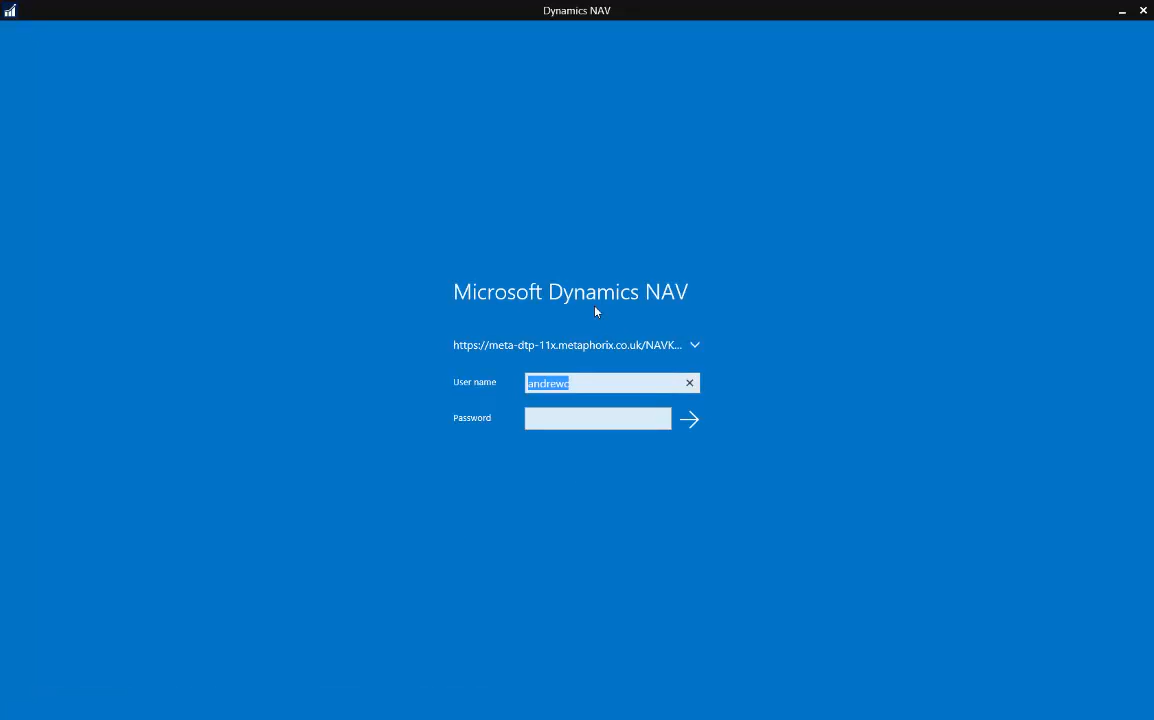 Dynamics NAV
Microsoft Dynamics NAV
https://meta-dtp-11x.metaphorix.co.uk/NAVK...
User name
andrewc
Password